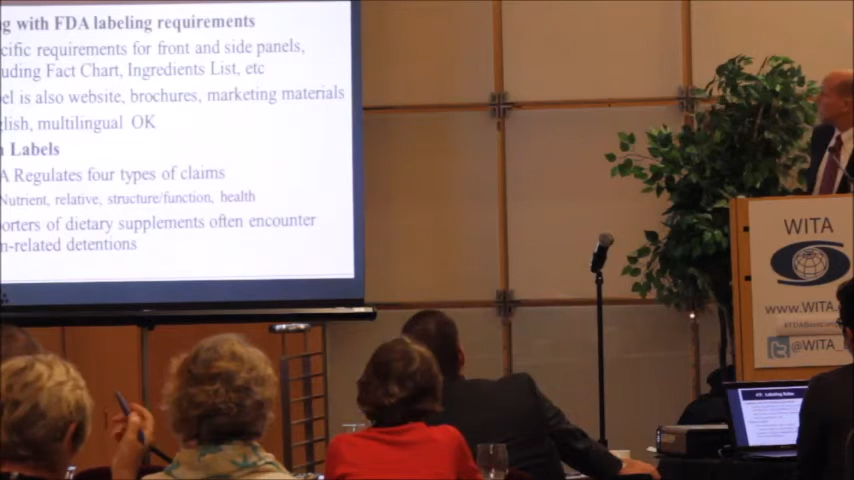 g with FDA labeling requirements
cific requirements for front and side panels,
uding Fact Chart, Ingredients List, etc
el is also website, brochures, marketing materials
glish, multilingual OK
Labels
A Regulates four types of claims
Nutrient, relative, structure/function, health
orters of dietary supplements often encounter
n-related detentions
WITA
www.WITA.
#FDABootCamp
@WITA_